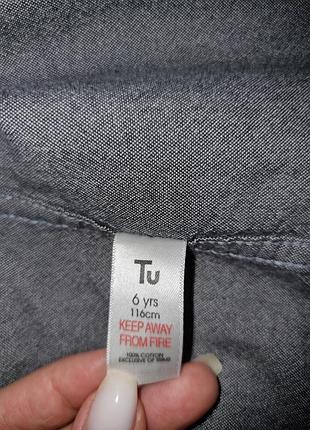 Tu
6 yrs
116cm
KEEP AWAY
FROM FIRE
100% COTTON
EXCLUSIVE OF TRIMS